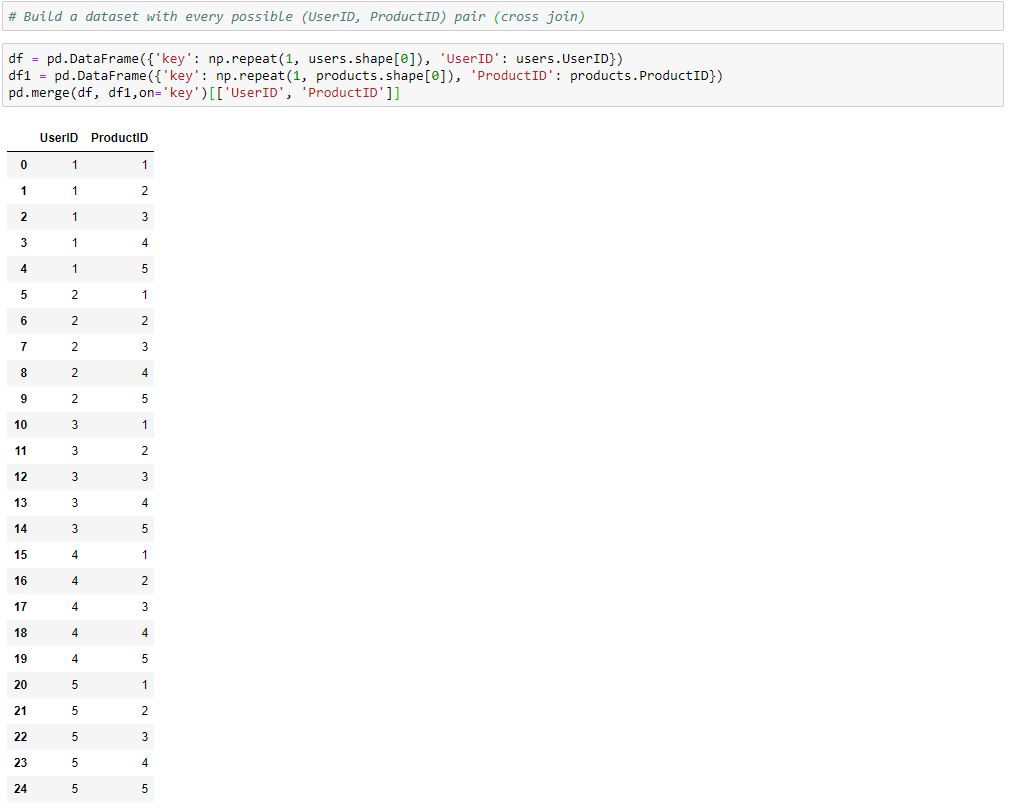 # Build a dataset with every possible (UserID, ProductID) pair (cross join)
df = pd.DataFrame({'key': np.repeat(1, users.shape[0]), 'UserID': users.UserID})
df1 = pd.DataFrame({'key': np.repeat(1, products.shape[0]), 'ProductID': products.ProductID})
pd.merge(df, df1,on='key')[['UserID', 'ProductID']]
UserID ProductID
0 1 1
1 1 2
2 1 3
3 1 4
4 1 5
5 2 1
6 2 2
7 2 3
8 2 4
9 2 5
10 3 1
11 3 2
12 3 3
13 3 4
14 3 5
15 4 1
16 4 2
17 4 3
18 4 4
19 4 5
20 5 1
21 5 2
22 5 3
23 5 4
24 5 5